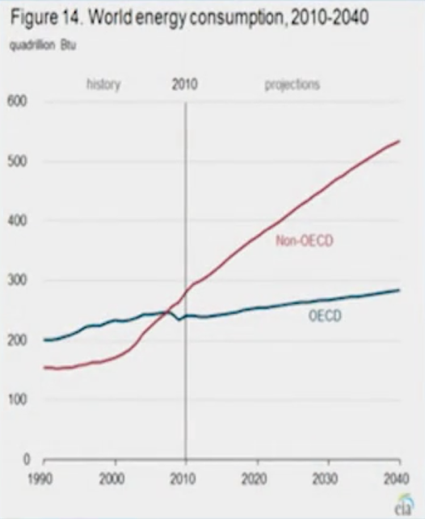 Figure 14. World energy consumption, 2010-2040
quadrillion Btu
history 2010 projections
600
500
400
Non-OECD
300
OECD
200
100
0
1990 2000 2010 2020 2030 2040
eia